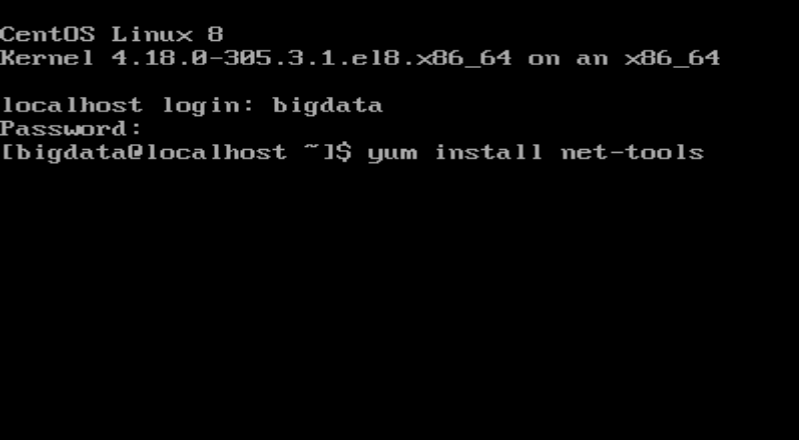 CentOS Linux 8
Kernel 4.18.0-305.3.1.el8.x86_64 on an x86_64
localhost login: bigdata
Password:
[bigdata@localhost ~]$ yum install net-tools